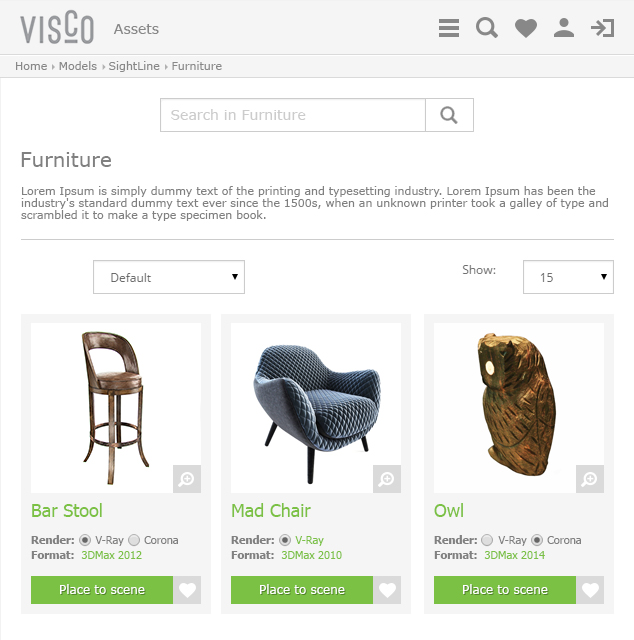 VISCO Assets
Home Models SightLine Furniture
Search in Furniture
Furniture
Lorem Ipsum is simply dummy text of the printing and typesetting industry. Lorem Ipsum has been the
industry's standard dummy text ever since the 1500s, when an unknown printer took a galley of type and
scrambled it to make a type specimen book.
Default Show: 15
Bar Stool
Render: V-Ray Corona
Format: 3DMax 2012
Place to scene
Mad Chair
Render: V-Ray
Format: 3DMax 2010
Place to scene
Owl
Render: V-Ray Corona
Format: 3DMax 2014
Place to scene